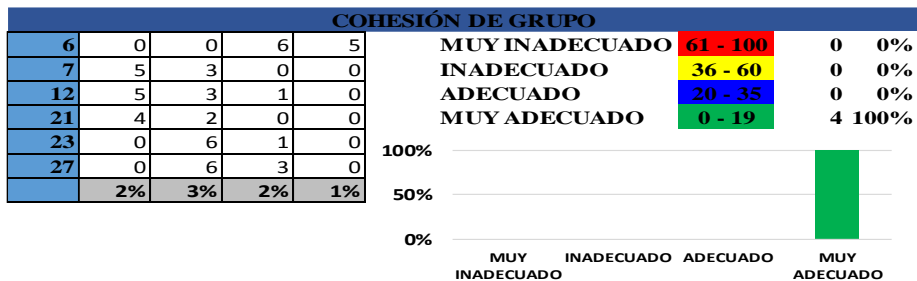 COHESIÓN DE GRUPO
6 0 0 6 5
7 5 3 0 0
12 5 3 1 0
21 4 2 0 0
23 0 6 1 0
27 0 6 3 0
2% 3% 2% 1%
MUY INADECUADO 61 - 100 0 0%
INADECUADO 36 - 60 0 0%
ADECUADO 20 - 35 0 0%
MUY ADECUADO 0 - 19 4 100%
100%
50%
0%
MUY INADECUADO
INADECUADO
ADECUADO
MUY ADECUADO